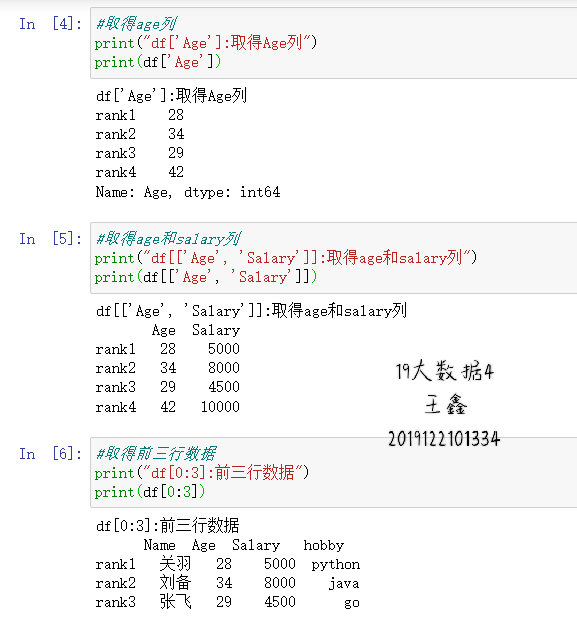 In [4]: #取得age列
print("df['Age']:取得Age列")
print(df['Age'])
df['Age']:取得Age列
rank1    28
rank2    34
rank3    29
rank4    42
Name: Age, dtype: int64
In [5]: #取得age和salary列
print("df[['Age', 'Salary']]:取得age和salary列")
print(df[['Age', 'Salary']])
df[['Age', 'Salary']]:取得age和salary列
       Age  Salary
rank1   28    5000
rank2   34    8000
rank3   29    4500
rank4   42   10000
19大数据4
王鑫
2019122101334
In [6]: #取得前三行数据
print("df[0:3]:前三行数据")
print(df[0:3])
df[0:3]:前三行数据
      Name  Age  Salary   hobby
rank1   关羽   28    5000  python
rank2   刘备   34    8000    java
rank3   张飞   29    4500      go